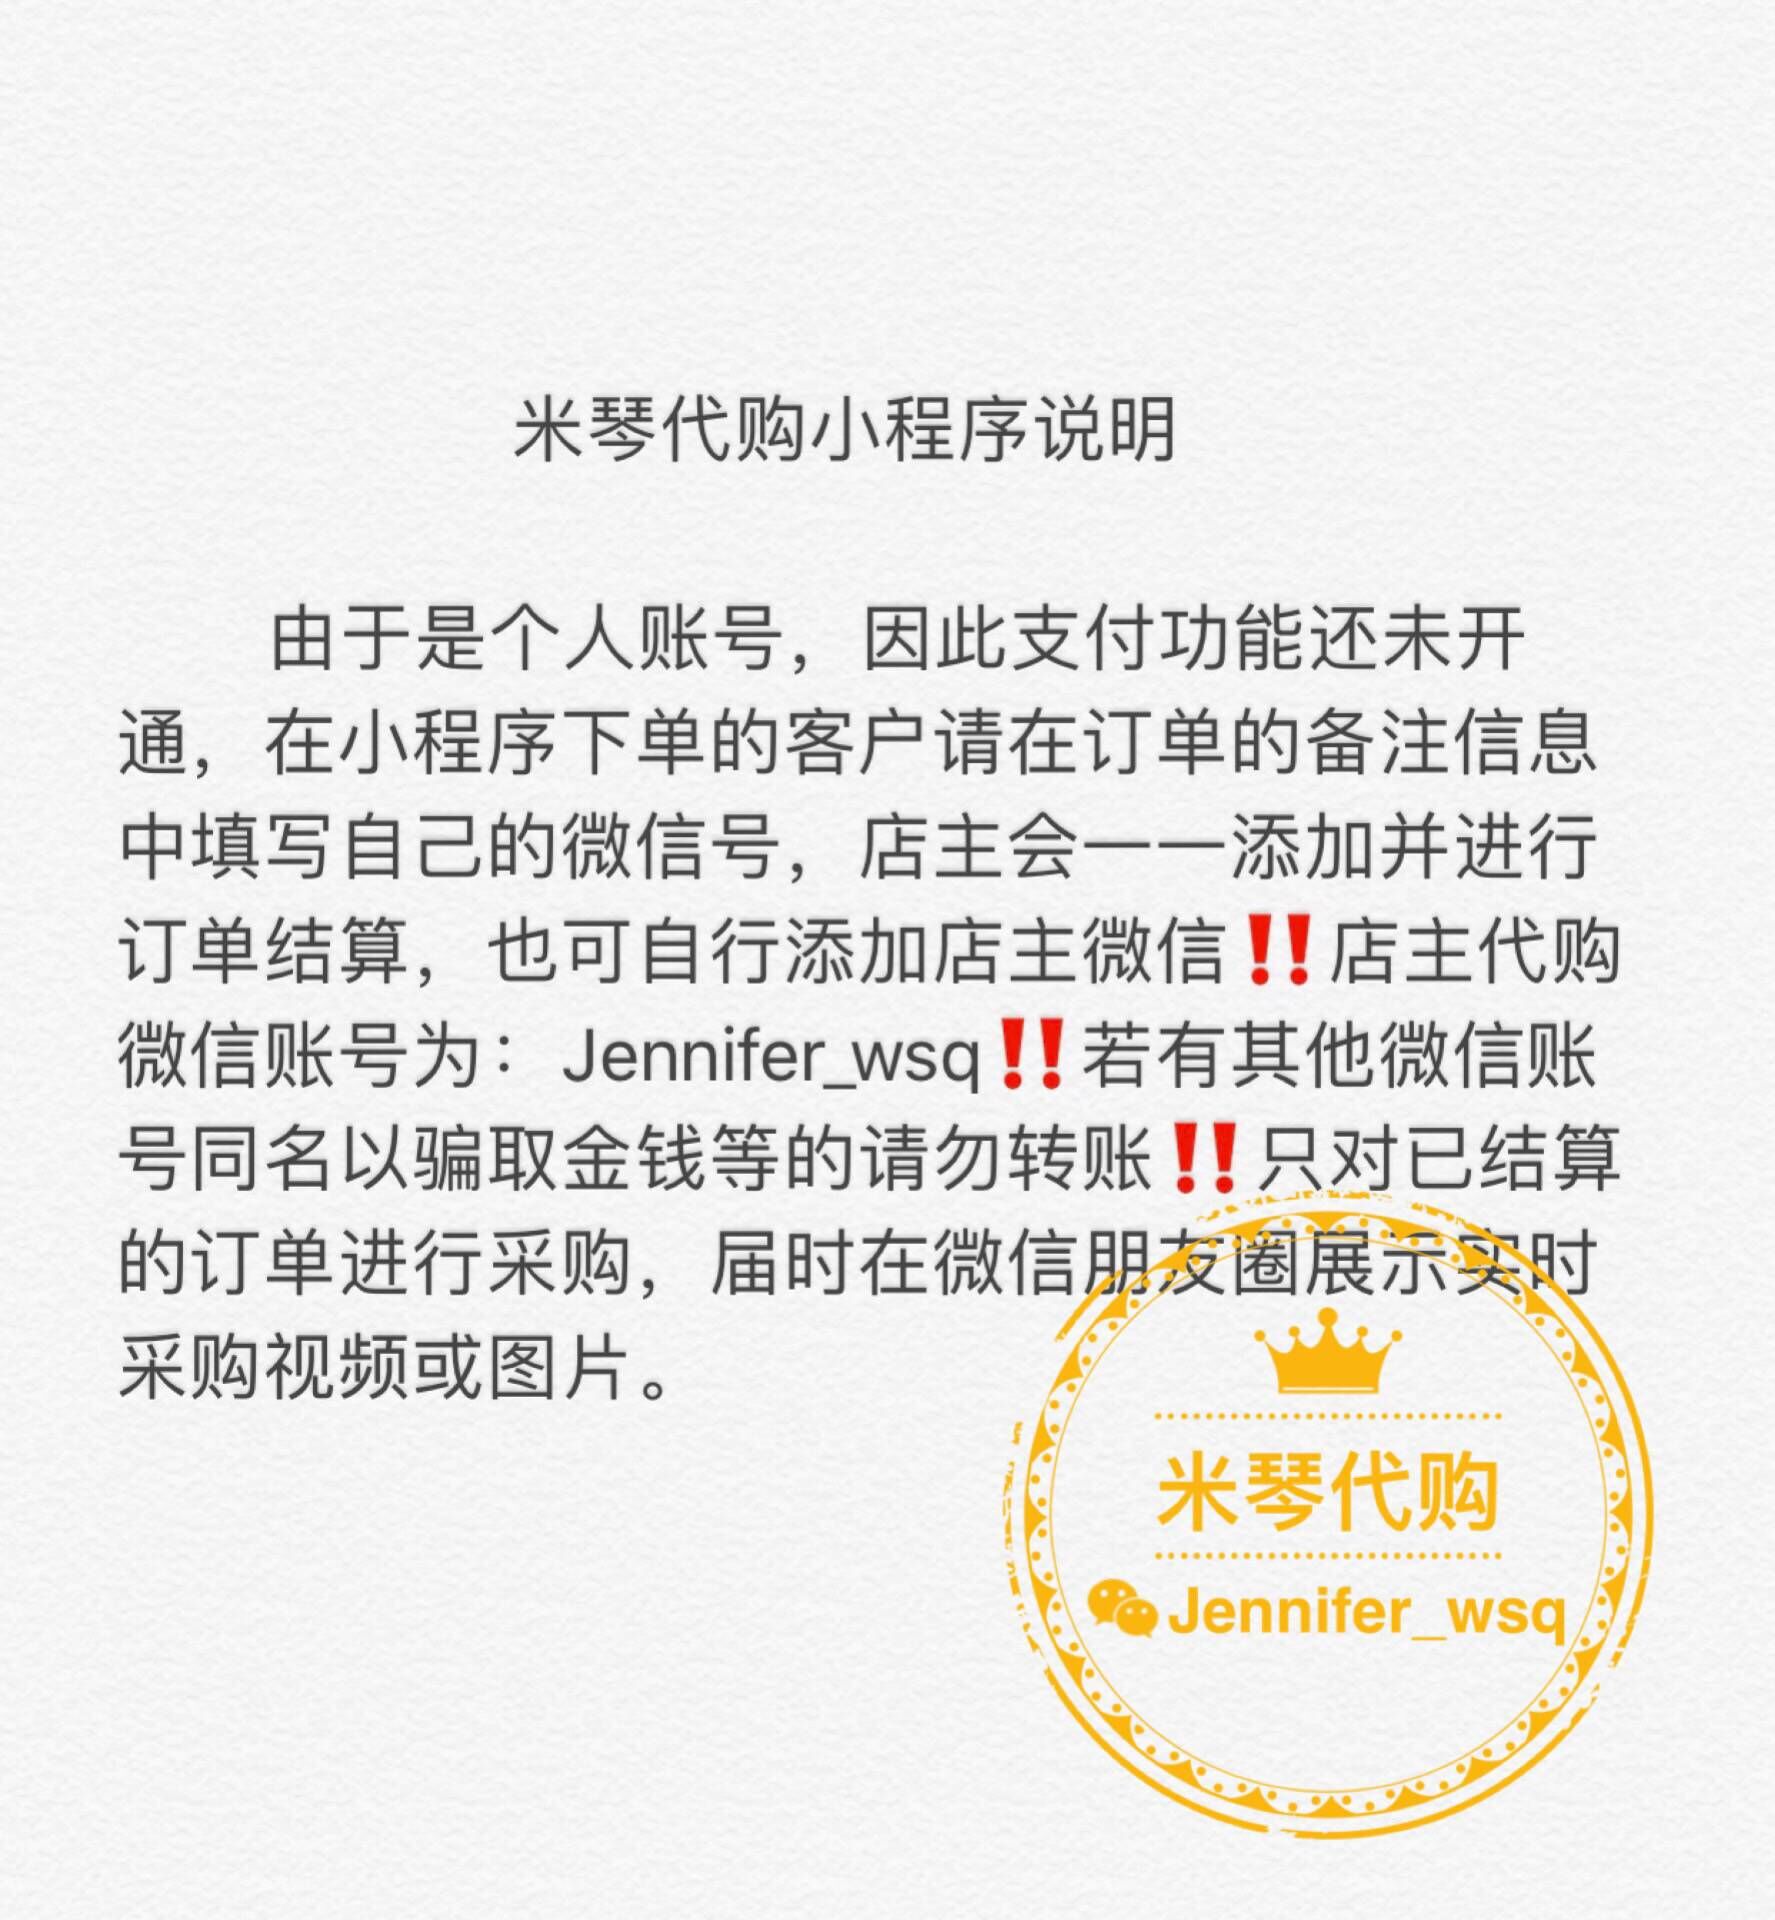 米琴代购小程序说明
由于是个人账号，因此支付功能还未开
通，在小程序下单的客户请在订单的备注信息
中填写自己的微信号，店主会一一添加并进行
订单结算，也可自行添加店主微信‼️店主代购
微信账号为：Jennifer_wsq‼️若有其他微信账
号同名以骗取金钱等的请勿转账‼️只对已结算
的订单进行采购，届时在微信朋友圈展示实时
采购视频或图片。
米琴代购
Jennifer_wsq